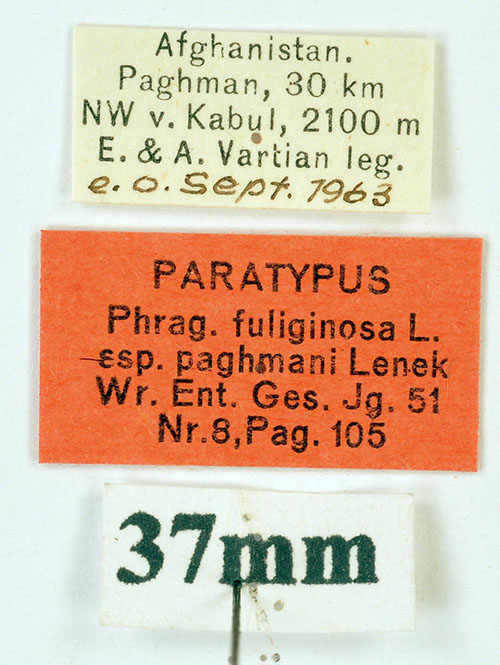 Afghanistan.
Paghman, 30 km
NW v. Kabul, 2100 m
E. & A. Vartian leg.
e.o. Sept. 1963
PARATYPUS
Phrag. fuliginosa L.
ssp. paghmani Lenek
Wr. Ent. Ges. Jg. 51
Nr.8,Pag. 105
37mm